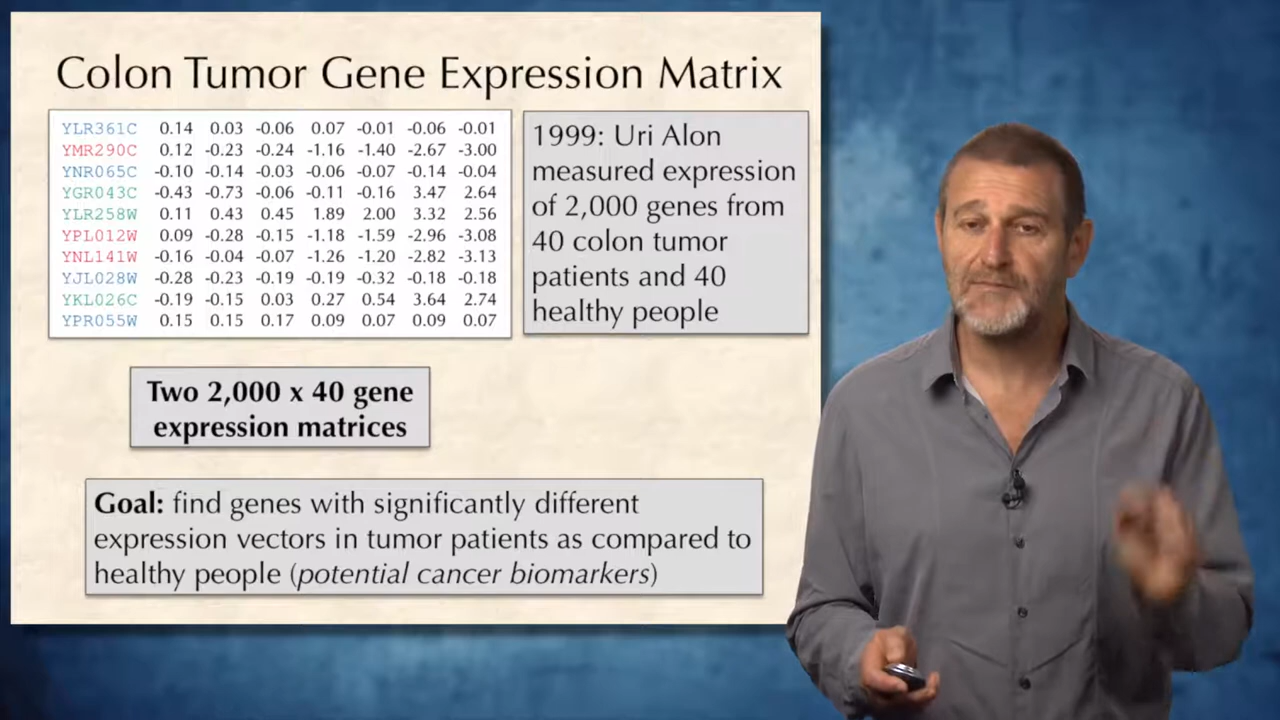 Colon Tumor Gene Expression Matrix
YLR361C 0.14 0.03 -0.06 0.07 -0.01 -0.06 -0.01
YMR290C 0.12 -0.23 -0.24 -1.16 -1.40 -2.67 -3.00
YNR065C -0.10 -0.14 -0.03 -0.06 -0.07 -0.14 -0.04
YGR043C -0.43 -0.73 -0.06 -0.11 -0.16 3.47 2.64
YLR258W 0.11 0.43 0.45 1.89 2.00 3.32 2.56
YPL012W 0.09 -0.28 -0.15 -1.18 -1.59 -2.96 -3.08
YNL141W -0.16 -0.04 -0.07 -1.26 -1.20 -2.82 -3.13
YJL028W -0.28 -0.23 -0.19 -0.19 -0.32 -0.18 -0.18
YKL026C -0.19 -0.15 0.03 0.27 0.54 3.64 2.74
YPR055W 0.15 0.15 0.17 0.09 0.07 0.09 0.07
1999: Uri Alon
measured expression
of 2,000 genes from
40 colon tumor
patients and 40
healthy people
Two 2,000 x 40 gene
expression matrices
Goal: find genes with significantly different
expression vectors in tumor patients as compared to
healthy people (potential cancer biomarkers)